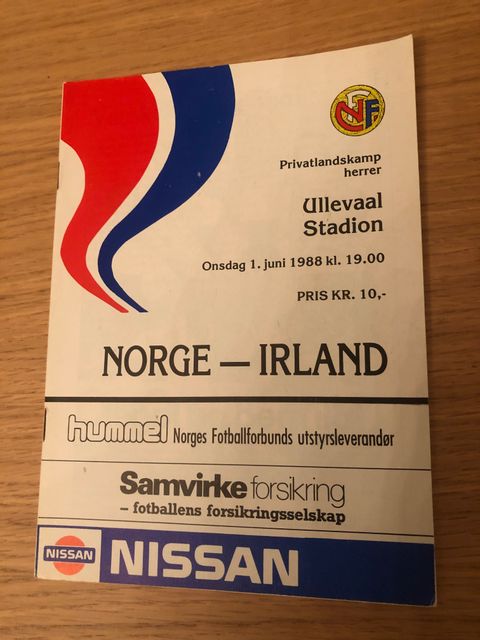 NFF
Privatlandskamp
herrer
Ullevaal
Stadion
Onsdag 1. juni 1988 kl. 19.00
PRIS KR. 10,-
NORGE — IRLAND
hummel Norges Fotballforbunds utstyrsleverandør
Samvirke forsikring
– fotballens forsikringsselskap
NISSAN NISSAN